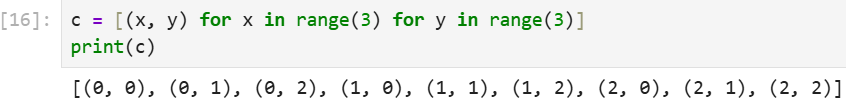 [16]: c = [(x, y) for x in range(3) for y in range(3)]
print(c)
[(0, 0), (0, 1), (0, 2), (1, 0), (1, 1), (1, 2), (2, 0), (2, 1), (2, 2)]